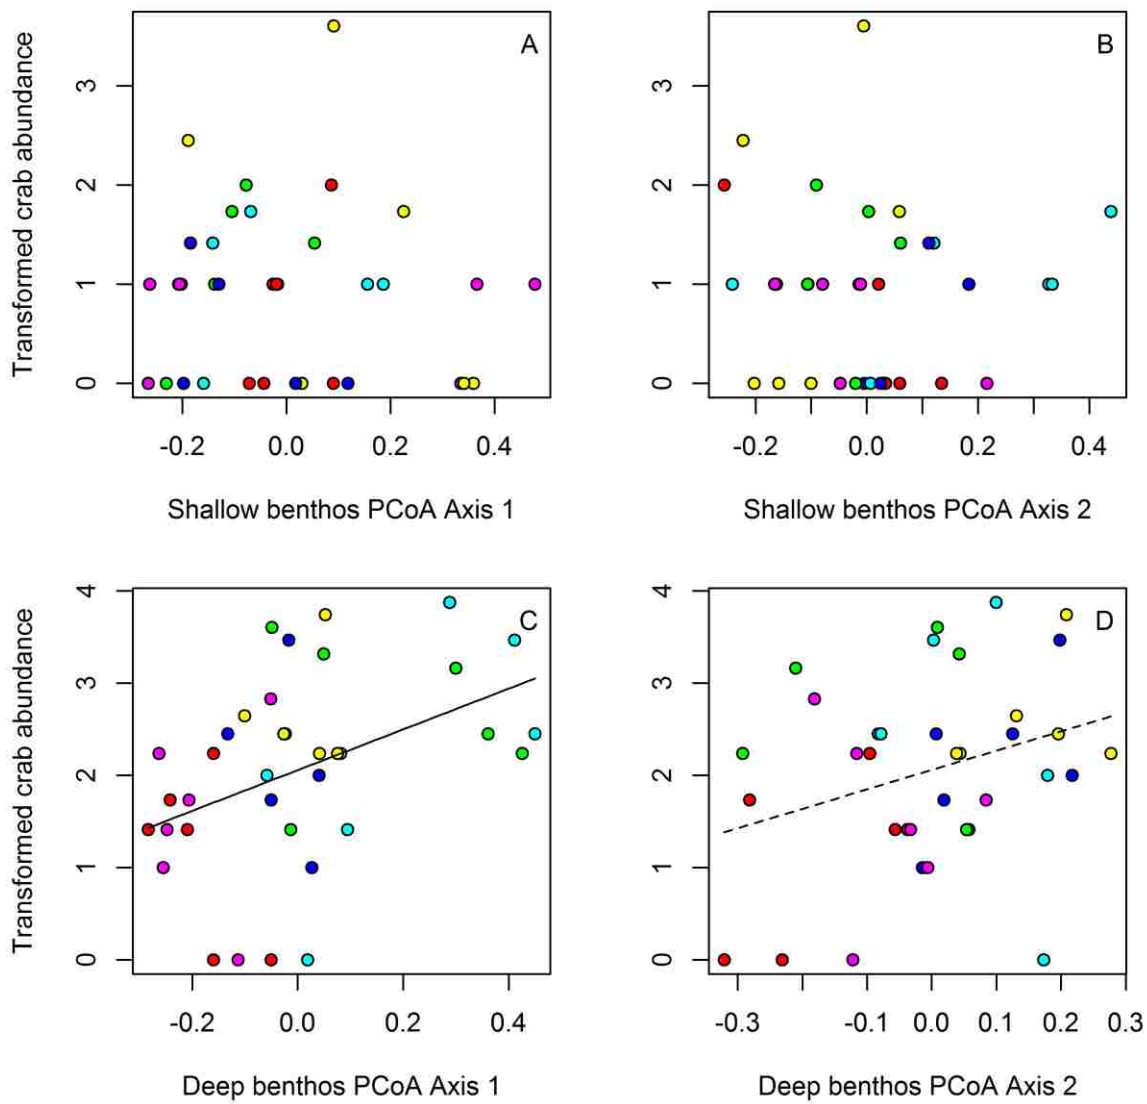 A
B
Transformed crab abundance
3
2
1
0
3
2
1
0
-0.2 0.0 0.2 0.4
-0.2 0.0 0.2 0.4
Shallow benthos PCoA Axis 1
Shallow benthos PCoA Axis 2
C
D
Transformed crab abundance
4
3
2
1
0
4
3
2
1
0
-0.2 0.0 0.2 0.4
-0.3 -0.1 0.0 0.1 0.2 0.3
Deep benthos PCoA Axis 1
Deep benthos PCoA Axis 2